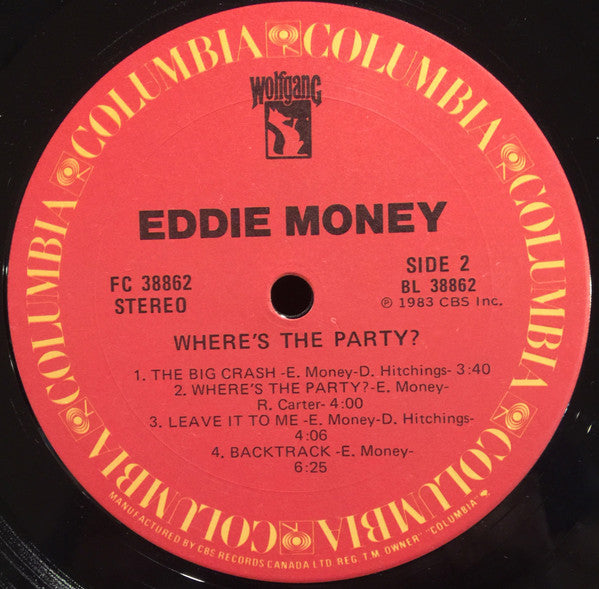 COLUMBIA COLUMBIA COLUMBIA COLUMBIA COLUMBIA COLUMBIA
wolfgang
EDDIE MONEY
FC 38862
STEREO
SIDE 2
BL 38862
℗ 1983 CBS Inc.
WHERE'S THE PARTY?
1. THE BIG CRASH -E. Money-D. Hitchings- 3:40
2. WHERE'S THE PARTY?-E. Money-
R. Carter- 4:00
3. LEAVE IT TO ME -E. Money-D. Hitchings-
4:06
4. BACKTRACK -E. Money-
6:25
MANUFACTURED BY CBS RECORDS CANADA LTD. REG. T.M. OWNER "COLUMBIA"